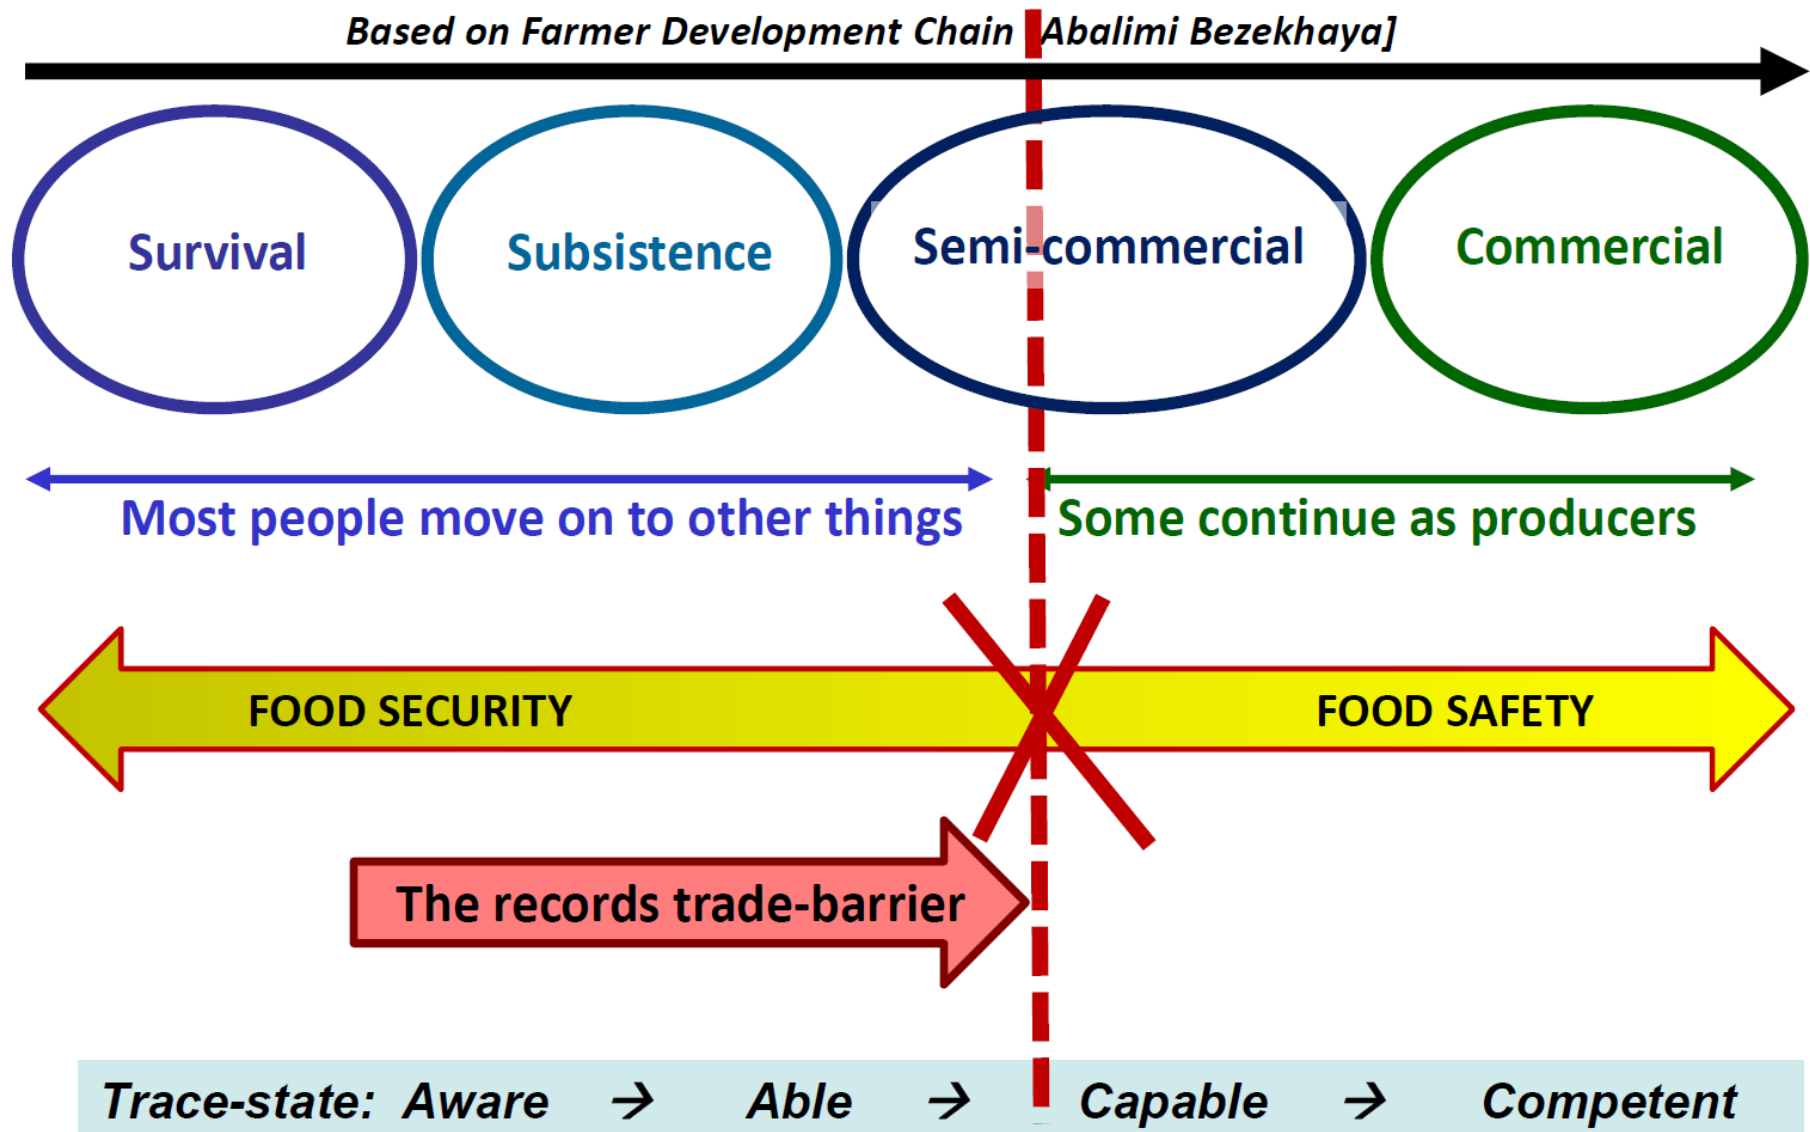 Based on Farmer Development Chain Abalimi Bezekhaya]
Survival
Subsistence
Semi-commercial
Commercial
Most people move on to other things
Some continue as producers
FOOD SECURITY
FOOD SAFETY
The records trade-barrier
Trace-state: Aware → Able → Capable → Competent